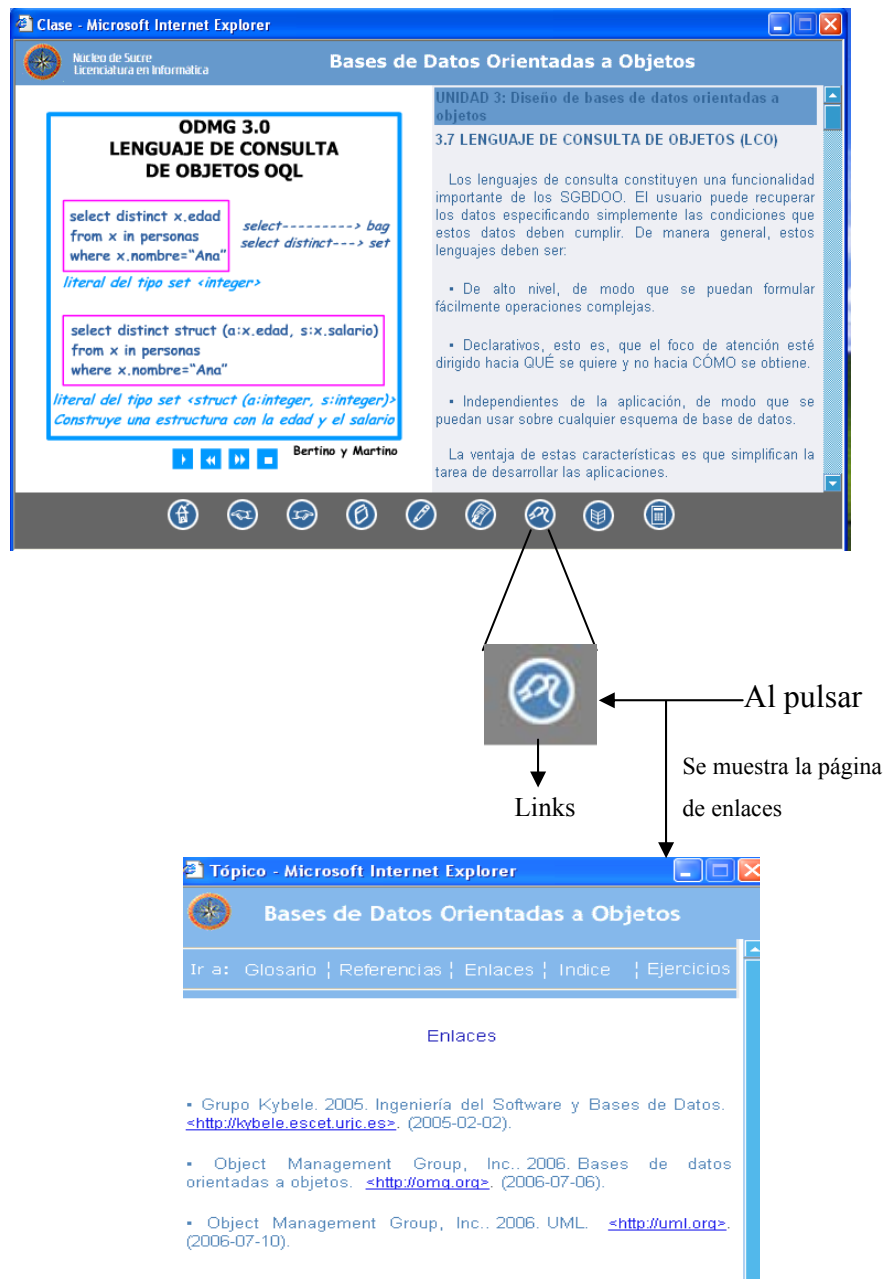 Clase - Microsoft Internet Explorer
Núcleo de Sucre
Licenciatura en Informática
Bases de Datos Orientadas a Objetos
ODMG 3.0
LENGUAJE DE CONSULTA
DE OBJETOS OQL
select distinct x.edad
from x in personas
where x.nombre="Ana"
select---------> bag
select distinct---> set
literal del tipo set <integer>
select distinct struct (a:x.edad, s:x.salario)
from x in personas
where x.nombre="Ana"
literal del tipo set <struct (a:integer, s:integer)>
Construye una estructura con la edad y el salario
Bertino y Martino
UNIDAD 3: Diseño de bases de datos orientadas a
objetos
3.7 LENGUAJE DE CONSULTA DE OBJETOS (LCO)
Los lenguajes de consulta constituyen una funcionalidad
importante de los SGBDOO. El usuario puede recuperar
los datos especificando simplemente las condiciones que
estos datos deben cumplir. De manera general, estos
lenguajes deben ser:
• De alto nivel, de modo que se puedan formular
fácilmente operaciones complejas.
• Declarativos, esto es, que el foco de atención esté
dirigido hacia QUÉ se quiere y no hacia CÓMO se obtiene.
• Independientes de la aplicación, de modo que se
puedan usar sobre cualquier esquema de base de datos.
La ventaja de estas características es que simplifican la
tarea de desarrollar las aplicaciones.
Al pulsar
Se muestra la página
de enlaces
Links
Tópico - Microsoft Internet Explorer
Bases de Datos Orientadas a Objetos
Ir a: Glosario ¦ Referencias ¦ Enlaces ¦ Indice ¦ Ejercicios
Enlaces
• Grupo Kybele. 2005. Ingeniería del Software y Bases de Datos.
<http://kybele.escet.urjc.es>. (2005-02-02).
• Object Management Group, Inc.. 2006. Bases de datos
orientadas a objetos. <http://omg.org>. (2006-07-06).
• Object Management Group, Inc.. 2006. UML. <http://uml.org>.
(2006-07-10).